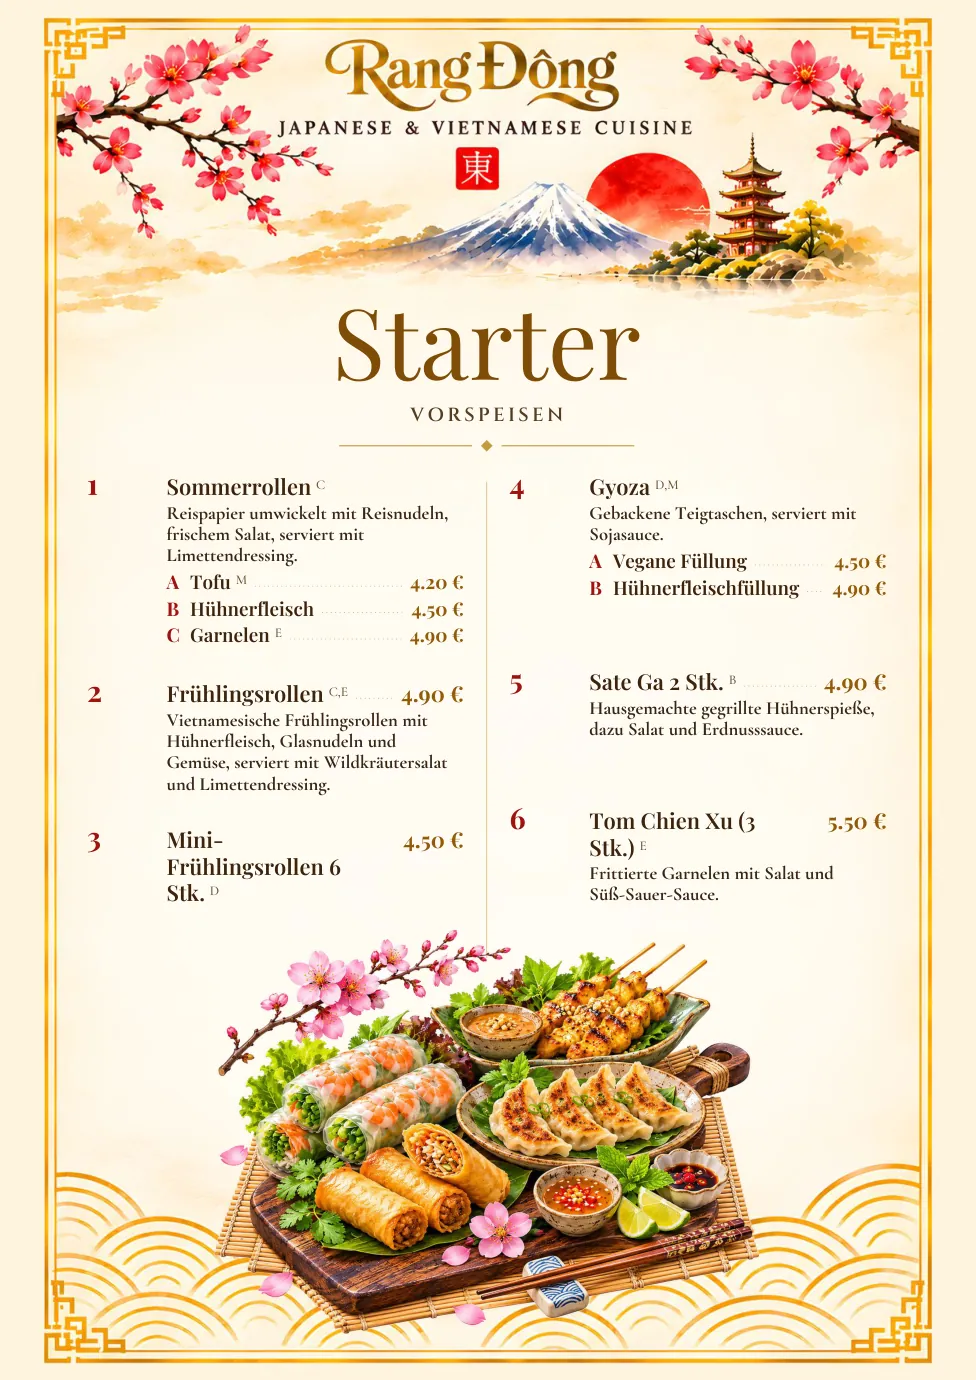 Rang Đông
JAPANESE & VIETNAMESE CUISINE
東
Starter
VORSPEISEN
1 Sommerrollen C
Reispapier umwickelt mit Reisnudeln,
frischem Salat, serviert mit
Limettendressing.
A Tofu M 4.20 €
B Hühnerfleisch 4.50 €
C Garnelen E 4.90 €
2 Frühlingsrollen C,E 4.90 €
Vietnamesische Frühlingsrollen mit
Hühnerfleisch, Glasnudeln und
Gemüse, serviert mit Wildkräutersalat
und Limettendressing.
3 Mini- 4.50 €
Frühlingsrollen 6
Stk. D
4 Gyoza D,M
Gebackene Teigtaschen, serviert mit
Sojasauce.
A Vegane Füllung 4.50 €
B Hühnerfleischfüllung 4.90 €
5 Sate Ga 2 Stk. B 4.90 €
Hausgemachte gegrillte Hühnerspieße,
dazu Salat und Erdnusssauce.
6 Tom Chien Xu (3 5.50 €
Stk.) E
Frittierte Garnelen mit Salat und
Süß-Sauer-Sauce.